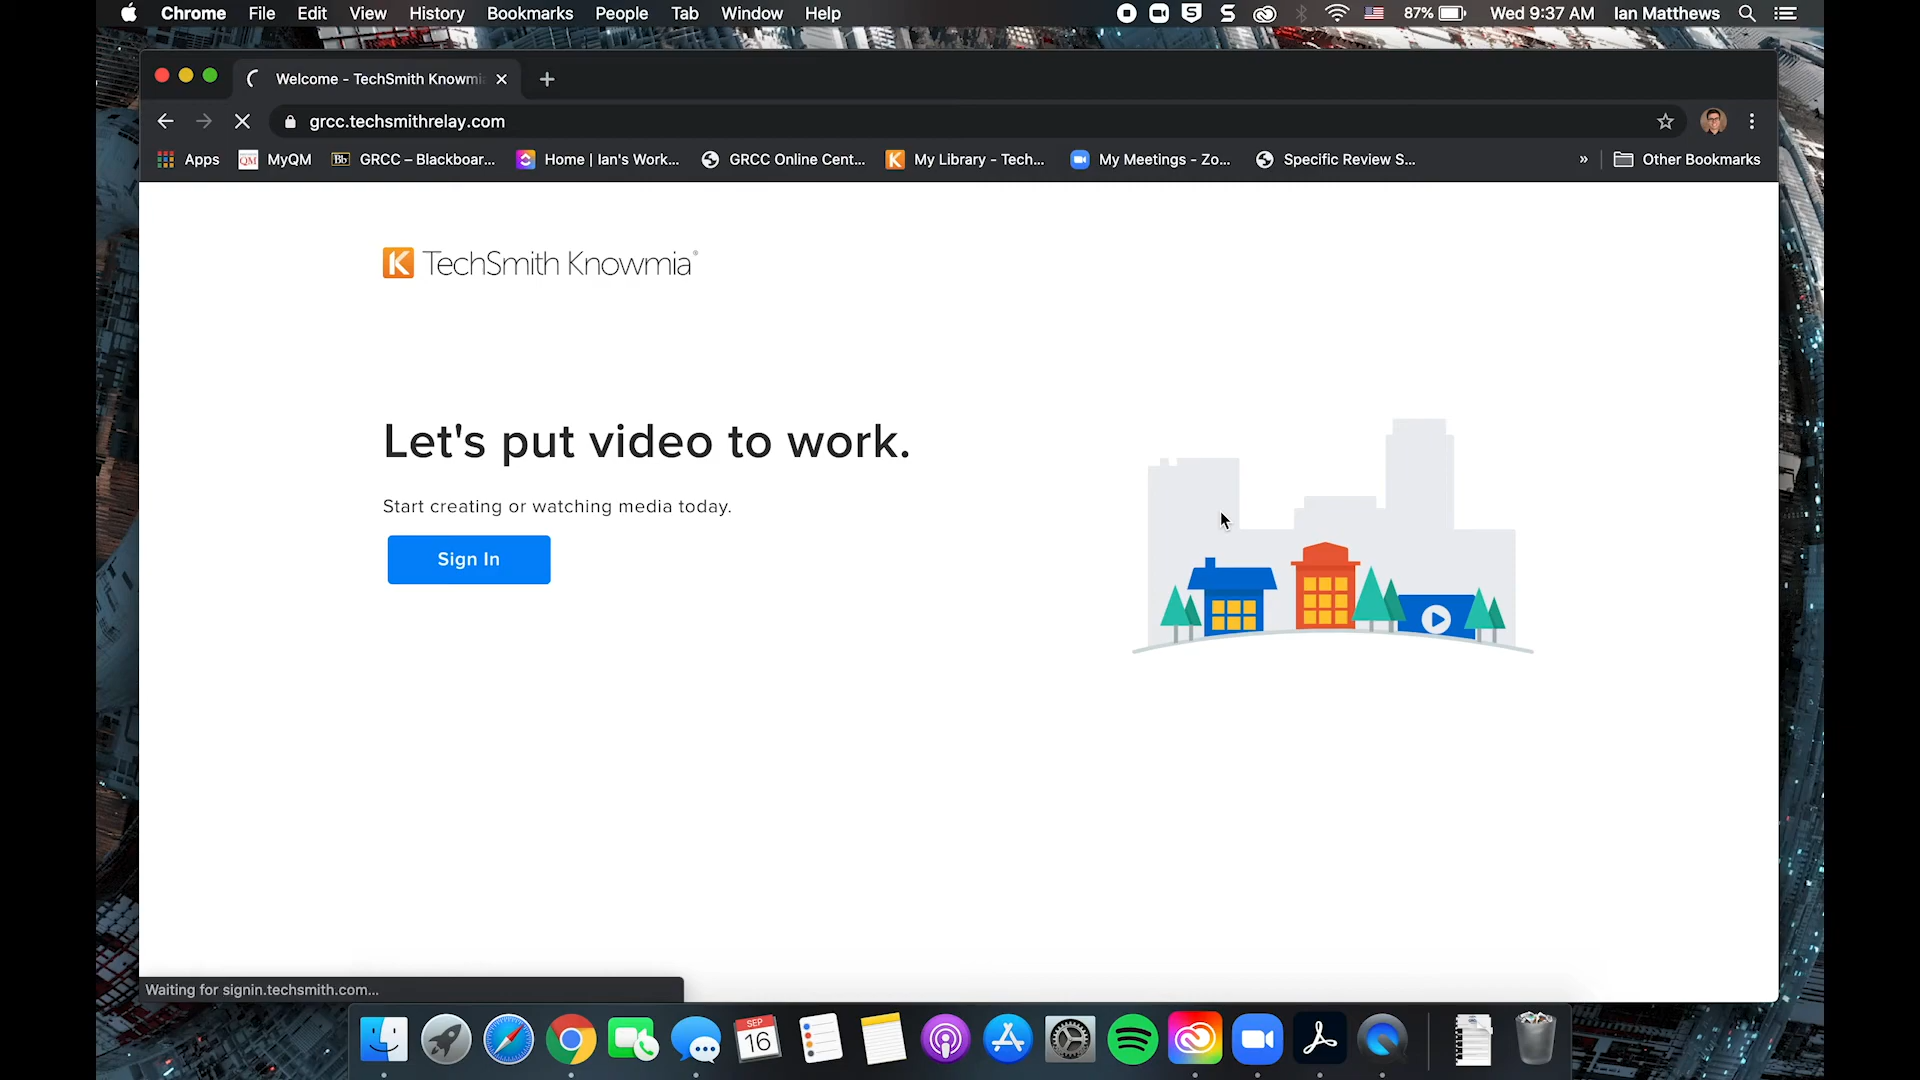 Chrome File Edit View History Bookmarks People Tab Window Help
87% Wed 9:37 AM Ian Matthews
Welcome - TechSmith Knowmi
grcc.techsmithrelay.com
Apps MyQM GRCC – Blackboar... Home | Ian's Work... GRCC Online Cent... My Library - Tech... My Meetings - Zo... Specific Review S... » Other Bookmarks
TechSmith Knowmia®
Let's put video to work.
Start creating or watching media today.
Sign In
Waiting for signin.techsmith.com...
SEP
16